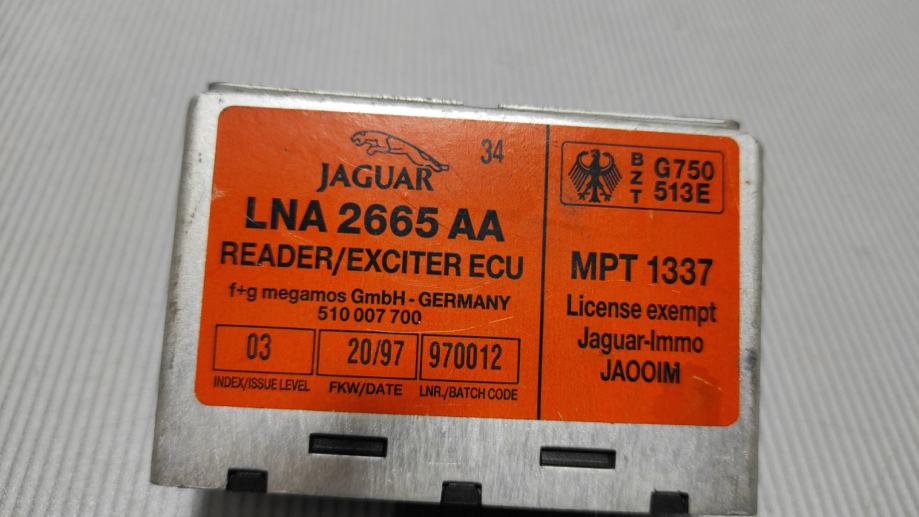 34
JAGUAR
LNA 2665 AA
READER/EXCITER ECU
f+g megamos GmbH - GERMANY
510 007 700
03
20/97
970012
INDEX/ISSUE LEVEL
FKW/DATE
LNR./BATCH CODE
BZT
G750
513E
MPT 1337
License exempt
Jaguar-Immo
JAOOIM